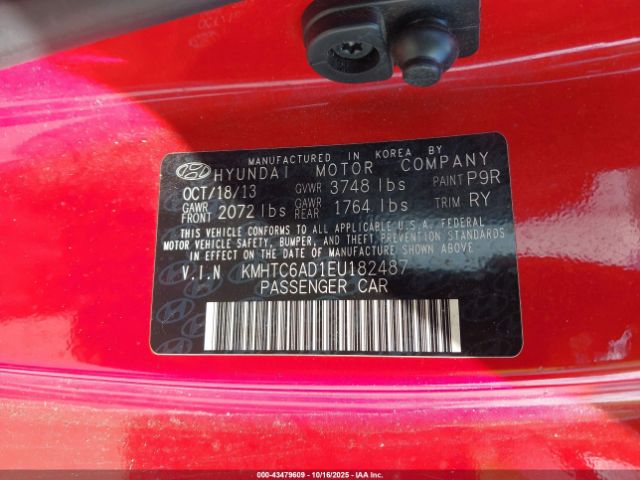 MANUFACTURED IN KOREA BY
HYUNDAI MOTOR COMPANY
OCT/18/13 GVWR 3748 lbs PAINT P9R
GAWR FRONT 2072 lbs GAWR REAR 1764 lbs TRIM RY
THIS VEHICLE CONFORMS TO ALL APPLICABLE U.S.A. FEDERAL
MOTOR VEHICLE SAFETY, BUMPER, AND THEFT PREVENTION STANDARDS
IN EFFECT ON THE DATE OF MANUFACTURE SHOWN ABOVE.
V.I.N KMHTC6AD1EU182487
PASSENGER CAR
000-43479609 - 10/16/2025 - COPYRIGHT IAA, LLC